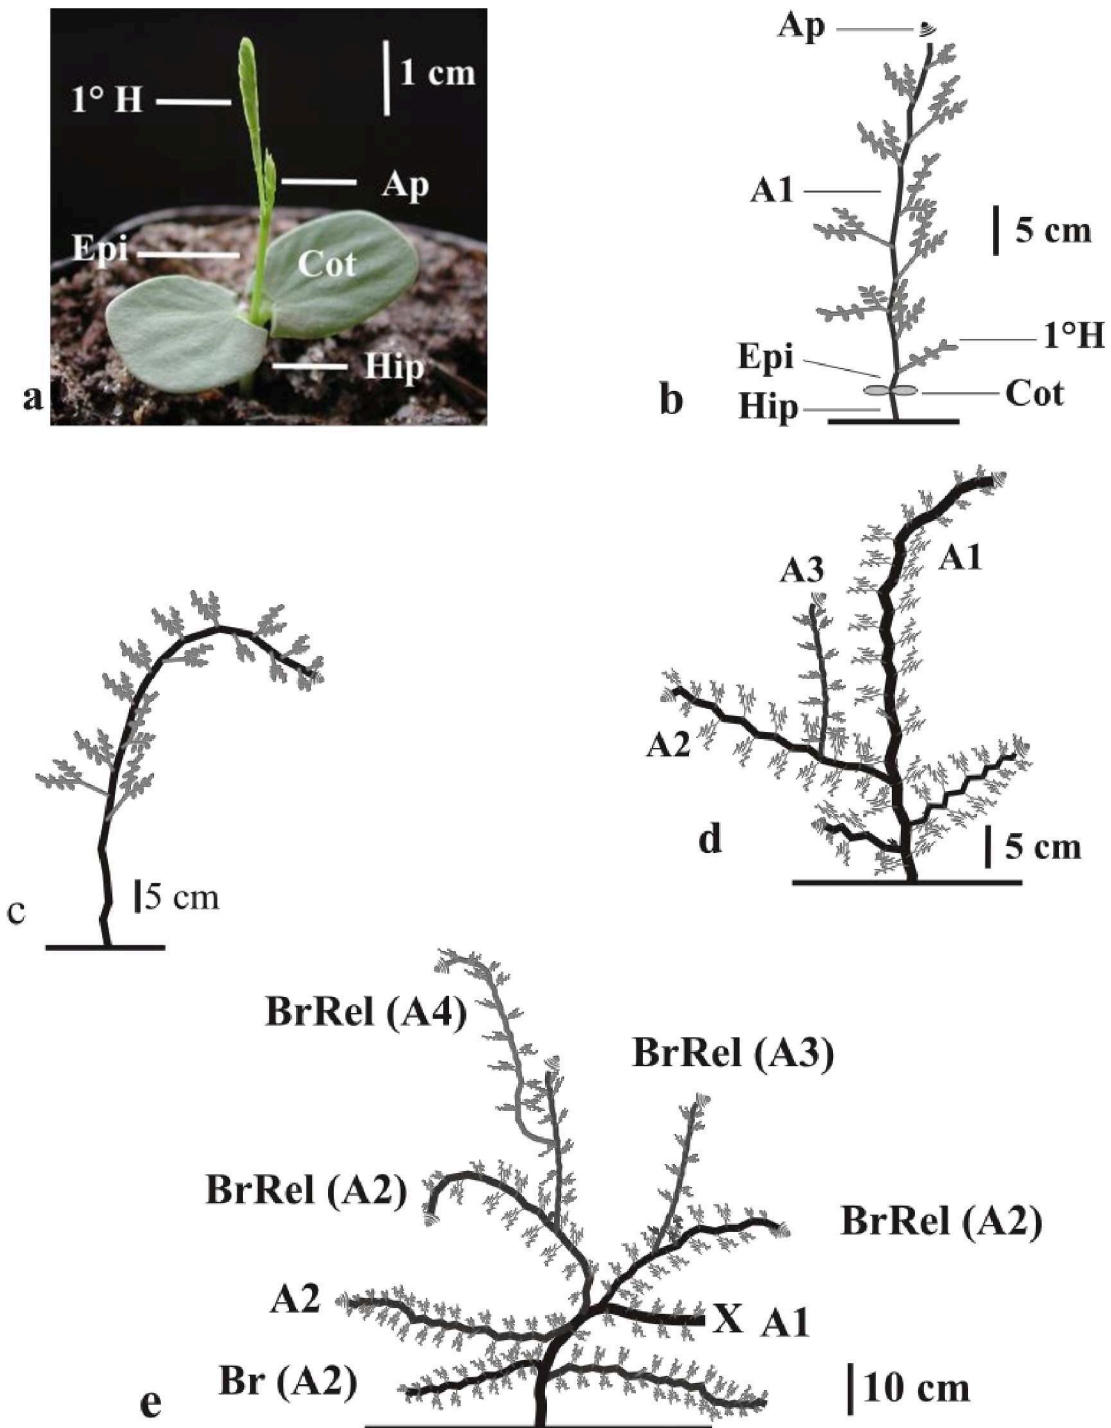 1° H
1 cm
Ap
Epi
Cot
Hip
a
Ap
A1
5 cm
1°H
Epi
Cot
Hip
b
c
5 cm
A1
A3
A2
d
5 cm
BrRel (A4)
BrRel (A3)
BrRel (A2)
BrRel (A2)
A2
X A1
Br (A2)
10 cm
e